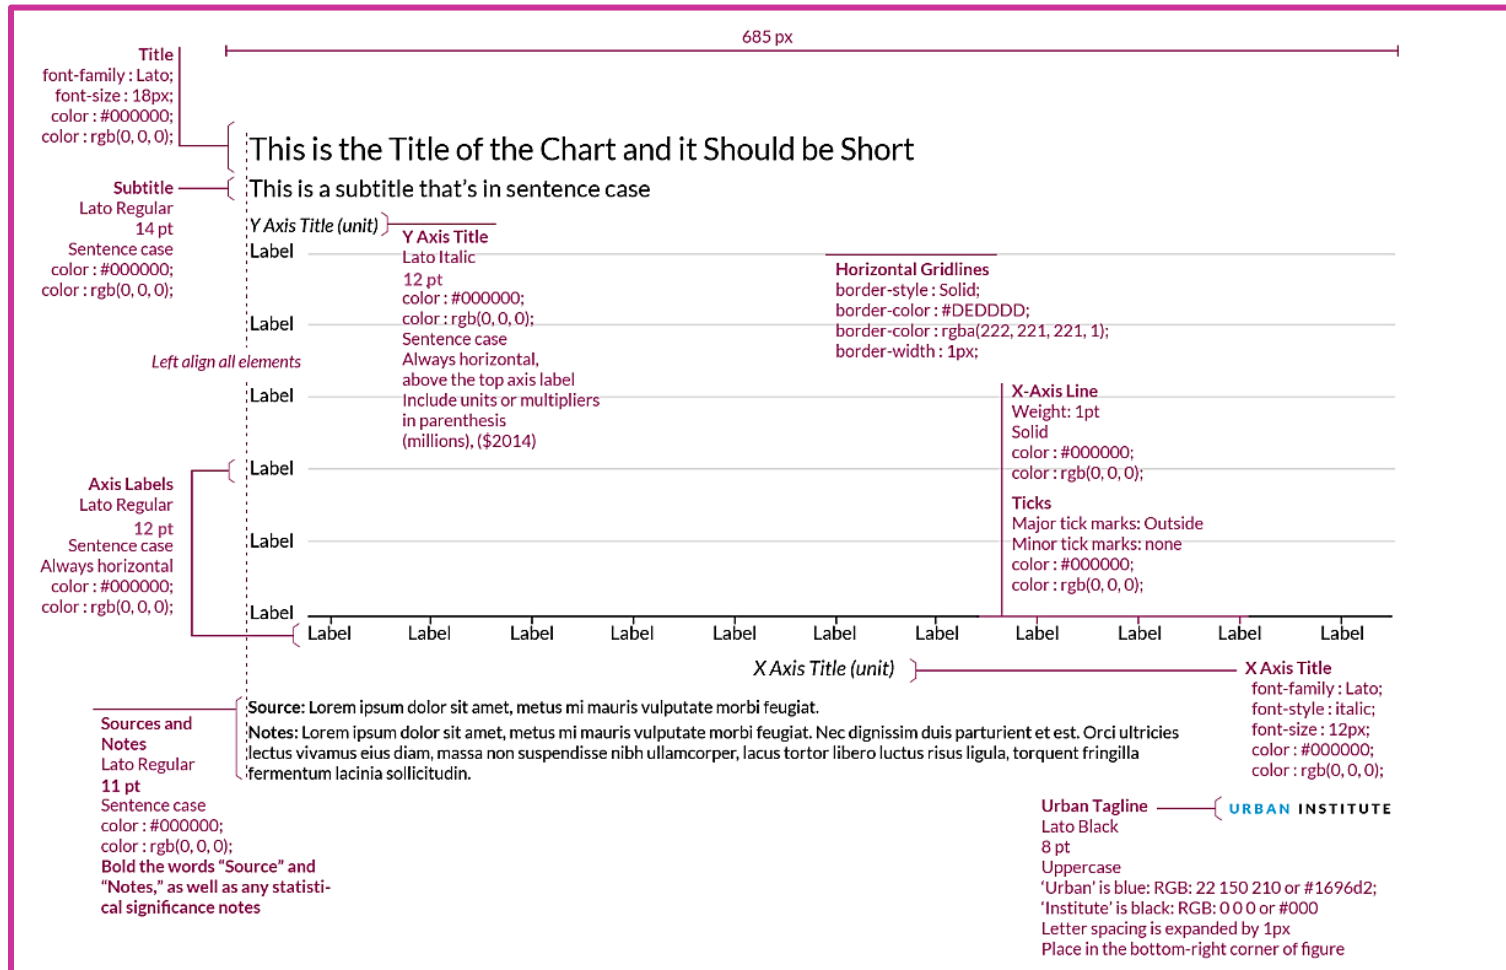 685 px
Title
font-family : Lato;
font-size : 18px;
color : #000000;
color : rgb(0, 0, 0);
This is the Title of the Chart and it Should be Short
Subtitle
Lato Regular
14 pt
Sentence case
color : #000000;
color : rgb(0, 0, 0);
This is a subtitle that's in sentence case
Y Axis Title (unit)
Y Axis Title
Lato Italic
12 pt
color : #000000;
color : rgb(0, 0, 0);
Sentence case
Always horizontal,
above the top axis label
Include units or multipliers
in parenthesis
(millions), ($2014)
Horizontal Gridlines
border-style : Solid;
border-color : #DEDDDD;
border-color : rgba(222, 221, 221, 1);
border-width : 1px;
Label
Label
Left align all elements
Label
Label
Label
Label
X-Axis Line
Weight: 1pt
Solid
color : #000000;
color : rgb(0, 0, 0);
Ticks
Major tick marks: Outside
Minor tick marks: none
color : #000000;
color : rgb(0, 0, 0);
Axis Labels
Lato Regular
12 pt
Sentence case
Always horizontal
color : #000000;
color : rgb(0, 0, 0);
Label Label Label Label Label Label Label Label Label Label Label
X Axis Title (unit)
X Axis Title
font-family : Lato;
font-style : italic;
font-size : 12px;
color : #000000;
color : rgb(0, 0, 0);
Source: Lorem ipsum dolor sit amet, metus mi mauris vulputate morbi feugiat.
Notes: Lorem ipsum dolor sit amet, metus mi mauris vulputate morbi feugiat. Nec dignissim duis parturient et est. Orci ultricies
lectus vivamus eius diam, massa non suspendisse nibh ullamcorper, lacus tortor libero luctus risus ligula, torquent fringilla
fermentum lacinia sollicitudin.
Sources and
Notes
Lato Regular
11 pt
Sentence case
color : #000000;
color : rgb(0, 0, 0);
Bold the words “Source” and
“Notes,” as well as any statisti-
cal significance notes
Urban Tagline
Lato Black
8 pt
Uppercase
‘Urban’ is blue: RGB: 22 150 210 or #1696d2;
‘Institute’ is black: RGB: 0 0 0 or #000
Letter spacing is expanded by 1px
Place in the bottom-right corner of figure
URBAN INSTITUTE